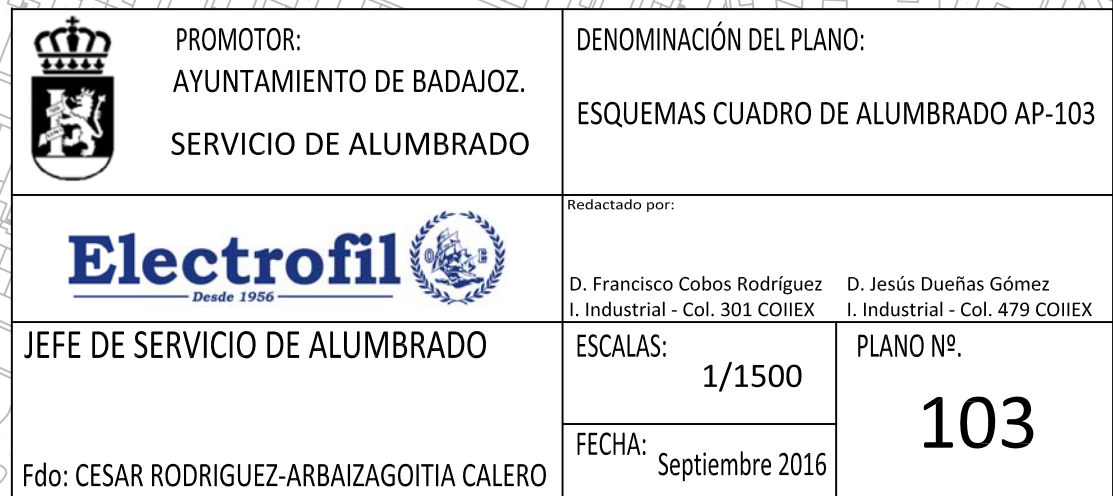 PROMOTOR:
AYUNTAMIENTO DE BADAJOZ.
SERVICIO DE ALUMBRADO
DENOMINACIÓN DEL PLANO:
ESQUEMAS CUADRO DE ALUMBRADO AP-103
Electrofil
Desde 1956
O E
Redactado por:
D. Francisco Cobos Rodríguez
I. Industrial - Col. 301 COIIEX
D. Jesús Dueñas Gómez
I. Industrial - Col. 479 COIIEX
JEFE DE SERVICIO DE ALUMBRADO
Fdo: CESAR RODRIGUEZ-ARBAIZAGOITIA CALERO
ESCALAS:
1/1500
FECHA:
Septiembre 2016
PLANO Nº.
103